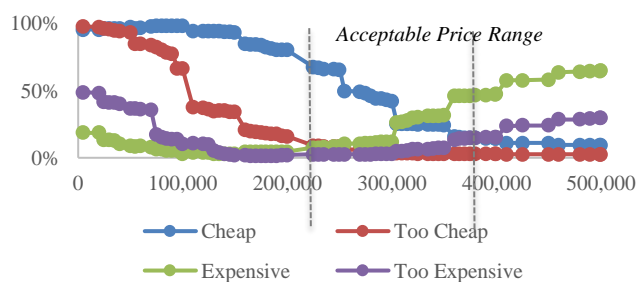 100%
Acceptable Price Range
50%
0%
0 100,000 200,000 300,000 400,000 500,000
Cheap Too Cheap
Expensive Too Expensive